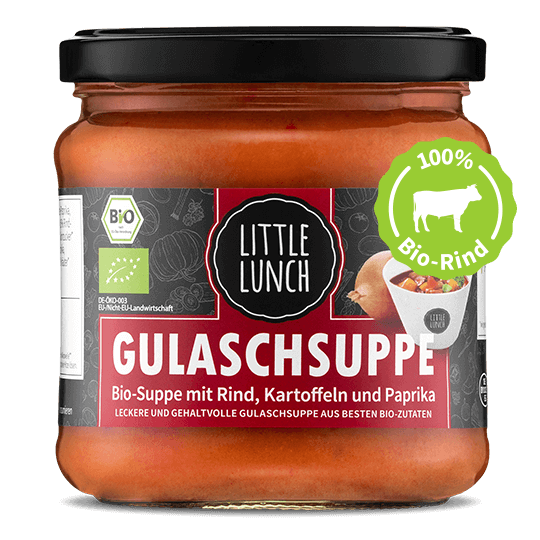 100%
Bio-Rind
BiO
LITTLE
LUNCH
DE-ÖKO-003
EU-/Nicht-EU-Landwirtschaft
LITTLE
LUNCH
GULASCHSUPPE
Bio-Suppe mit Rind, Kartoffeln und Paprika
LECKERE UND GEHALTVOLLE GULASCHSUPPE AUS BESTEN BIO-ZUTATEN